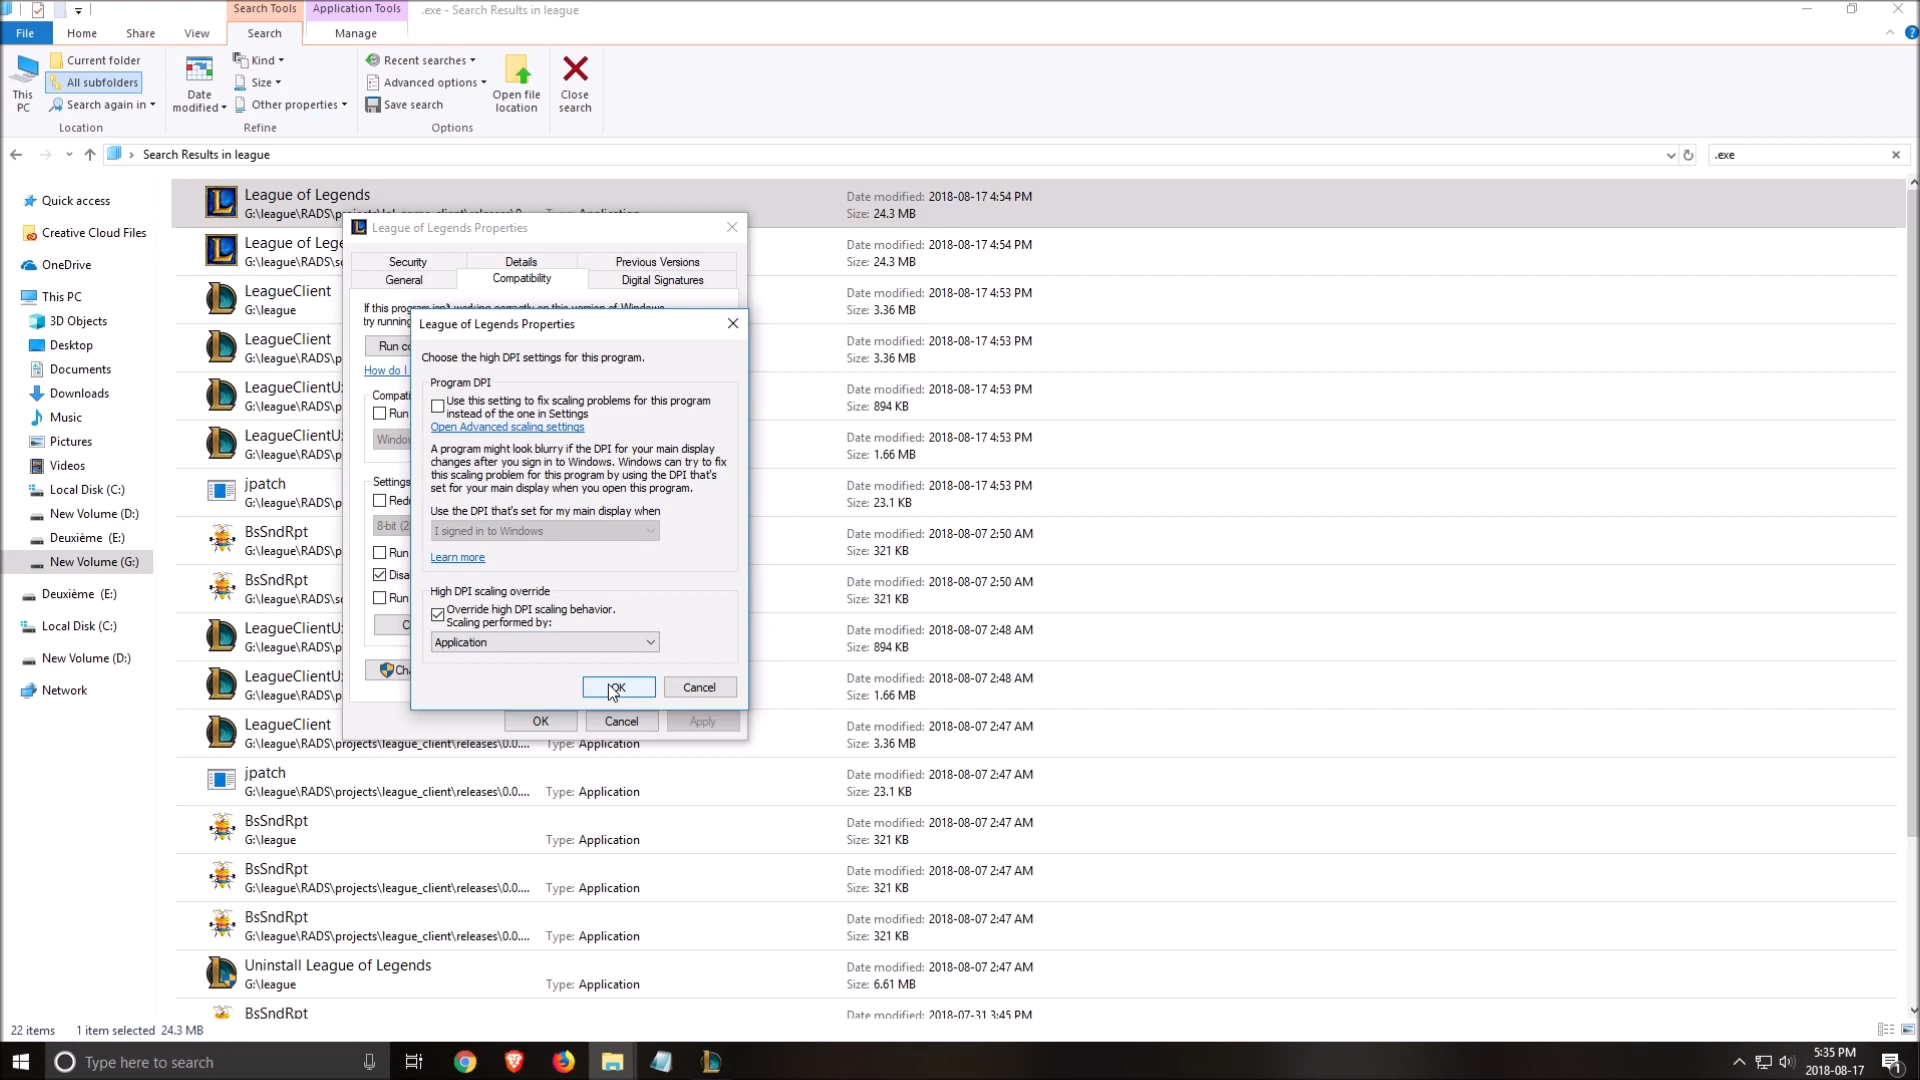 Search Tools
Application Tools
.exe - Search Results in league
File
Home
Share
View
Search
Manage
This PC
Current folder
All subfolders
Search again in
Location
Date modified
Kind
Size
Other properties
Refine
Recent searches
Advanced options
Save search
Options
Open file location
Close search
Search Results in league
.exe
Quick access
Creative Cloud Files
OneDrive
This PC
3D Objects
Desktop
Documents
Downloads
Music
Pictures
Videos
Local Disk (C:)
New Volume (D:)
Deuxième (E:)
New Volume (G:)
Deuxième (E:)
Local Disk (C:)
New Volume (D:)
Network
League of Legends
Date modified: 2018-08-17 4:54 PM
Size: 24.3 MB
League of Lege
G:\league\RADS\so
Date modified: 2018-08-17 4:54 PM
Size: 24.3 MB
LeagueClient
G:\league
Date modified: 2018-08-17 4:53 PM
Size: 3.36 MB
LeagueClient
G:\league\RADS\p
Date modified: 2018-08-17 4:53 PM
Size: 3.36 MB
LeagueClientU
G:\league\RADS\p
Date modified: 2018-08-17 4:53 PM
Size: 894 KB
LeagueClientU
G:\league\RADS\p
Date modified: 2018-08-17 4:53 PM
Size: 1.66 MB
jpatch
G:\league\RADS\p
Date modified: 2018-08-17 4:53 PM
Size: 23.1 KB
BsSndRpt
G:\league\RADS\p
Date modified: 2018-08-07 2:50 AM
Size: 321 KB
BsSndRpt
G:\league\RADS\so
Date modified: 2018-08-07 2:50 AM
Size: 321 KB
LeagueClientU
G:\league\RADS\p
Date modified: 2018-08-07 2:48 AM
Size: 894 KB
LeagueClientU
G:\league\RADS\p
Date modified: 2018-08-07 2:48 AM
Size: 1.66 MB
LeagueClient
G:\league\RADS\projects\league_client\releases\0.0....
Type: Application
Date modified: 2018-08-07 2:47 AM
Size: 3.36 MB
jpatch
G:\league\RADS\projects\league_client\releases\0.0....
Type: Application
Date modified: 2018-08-07 2:47 AM
Size: 23.1 KB
BsSndRpt
G:\league
Type: Application
Date modified: 2018-08-07 2:47 AM
Size: 321 KB
BsSndRpt
G:\league\RADS\projects\league_client\releases\0.0....
Type: Application
Date modified: 2018-08-07 2:47 AM
Size: 321 KB
BsSndRpt
G:\league\RADS\projects\league_client\releases\0.0....
Type: Application
Date modified: 2018-08-07 2:47 AM
Size: 321 KB
Uninstall League of Legends
G:\league
Type: Application
Date modified: 2018-08-07 2:47 AM
Size: 6.61 MB
BsSndRpt
Date modified: 2018-07-31 3:45 PM
League of Legends Properties
Security
Details
Previous Versions
General
Compatibility
Digital Signatures
If this program isn't working correctly on this version of Windows,
try running
Run co
How do I
Compati
Run
Windo
Settings
Redu
8-bit (2
Run
Disa
Run
C
Cha
OK
Cancel
Apply
League of Legends Properties
Choose the high DPI settings for this program.
Program DPI
Use this setting to fix scaling problems for this program
instead of the one in Settings
Open Advanced scaling settings
A program might look blurry if the DPI for your main display
changes after you sign in to Windows. Windows can try to fix
this scaling problem for this program by using the DPI that's
set for your main display when you open this program.
Use the DPI that's set for my main display when
I signed in to Windows
Learn more
High DPI scaling override
Override high DPI scaling behavior.
Scaling performed by:
Application
OK
Cancel
22 items
1 item selected 24.3 MB
Type here to search
5:35 PM
2018-08-17
1